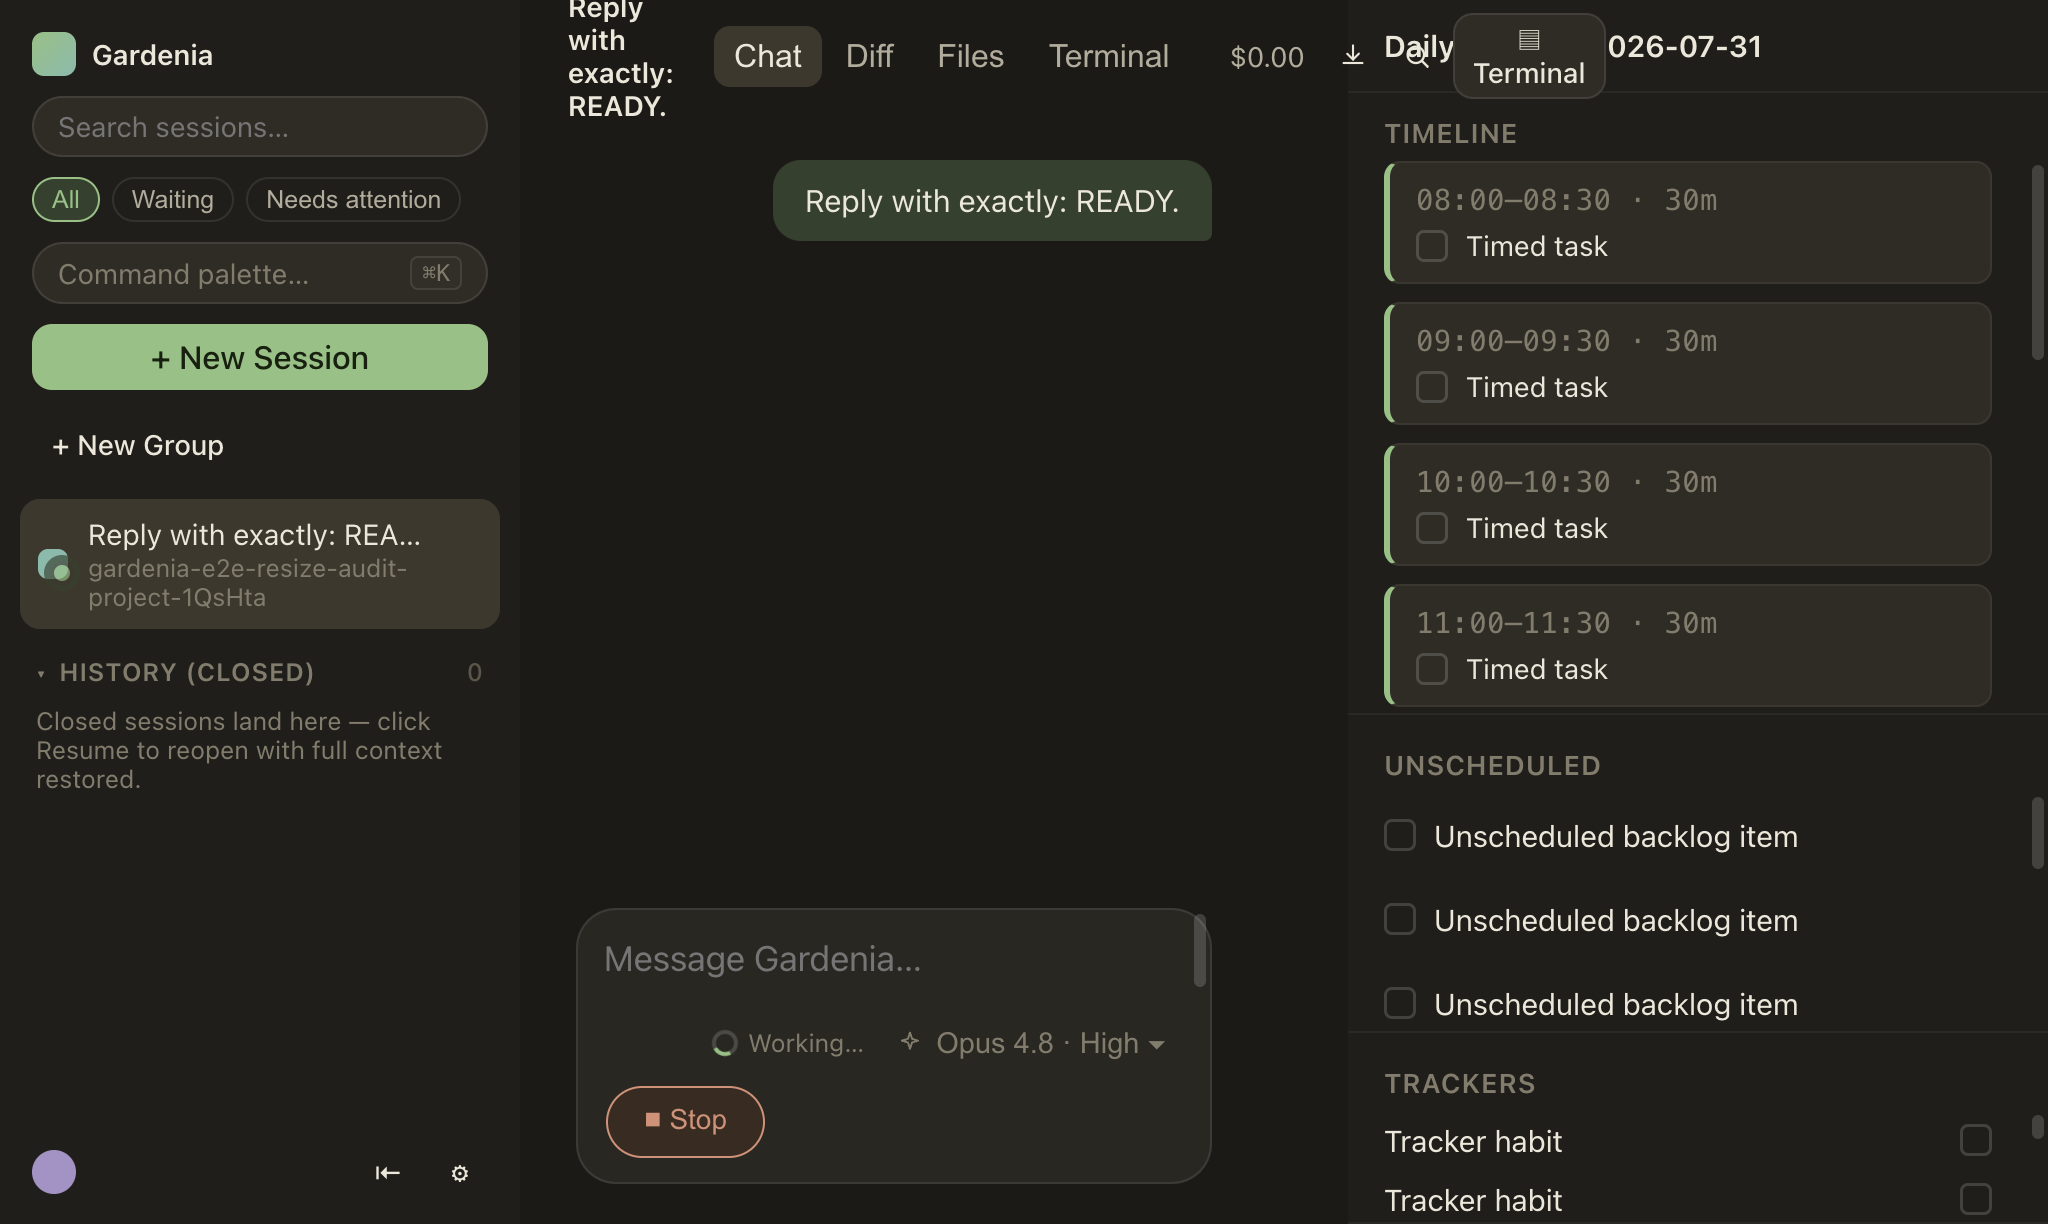 Gardenia
Search sessions...
All
Waiting
Needs attention
Command palette...
⌘K
+ New Session
+ New Group
Reply with exactly: REA...
gardenia-e2e-resize-audit-
project-1QsHta
HISTORY (CLOSED)
0
Closed sessions land here — click
Resume to reopen with full context
restored.
Reply
with
exactly:
READY.
Chat
Diff
Files
Terminal
$0.00
Reply with exactly: READY.
Message Gardenia...
Working...
Opus 4.8 · High
Stop
Daily
Terminal
026-07-31
TIMELINE
08:00–08:30 · 30m
Timed task
09:00–09:30 · 30m
Timed task
10:00–10:30 · 30m
Timed task
11:00–11:30 · 30m
Timed task
UNSCHEDULED
Unscheduled backlog item
Unscheduled backlog item
Unscheduled backlog item
TRACKERS
Tracker habit
Tracker habit